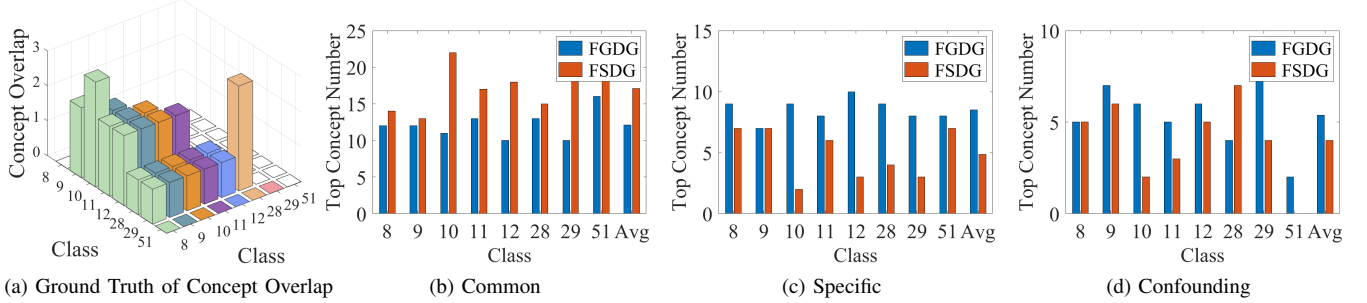 3
2
1
0
Concept Overlap
8
9
10
11
12
28
29
51
Class
8
9
10
11
12
28
29
51
Class
(a) Ground Truth of Concept Overlap
25
20
15
10
5
0
Top Concept Number
FGDG
FSDG
8 9 10 11 12 28 29 51 Avg
Class
(b) Common
15
10
5
0
Top Concept Number
FGDG
FSDG
8 9 10 11 12 28 29 51 Avg
Class
(c) Specific
10
5
0
Top Concept Number
FGDG
FSDG
8 9 10 11 12 28 29 51 Avg
Class
(d) Confounding